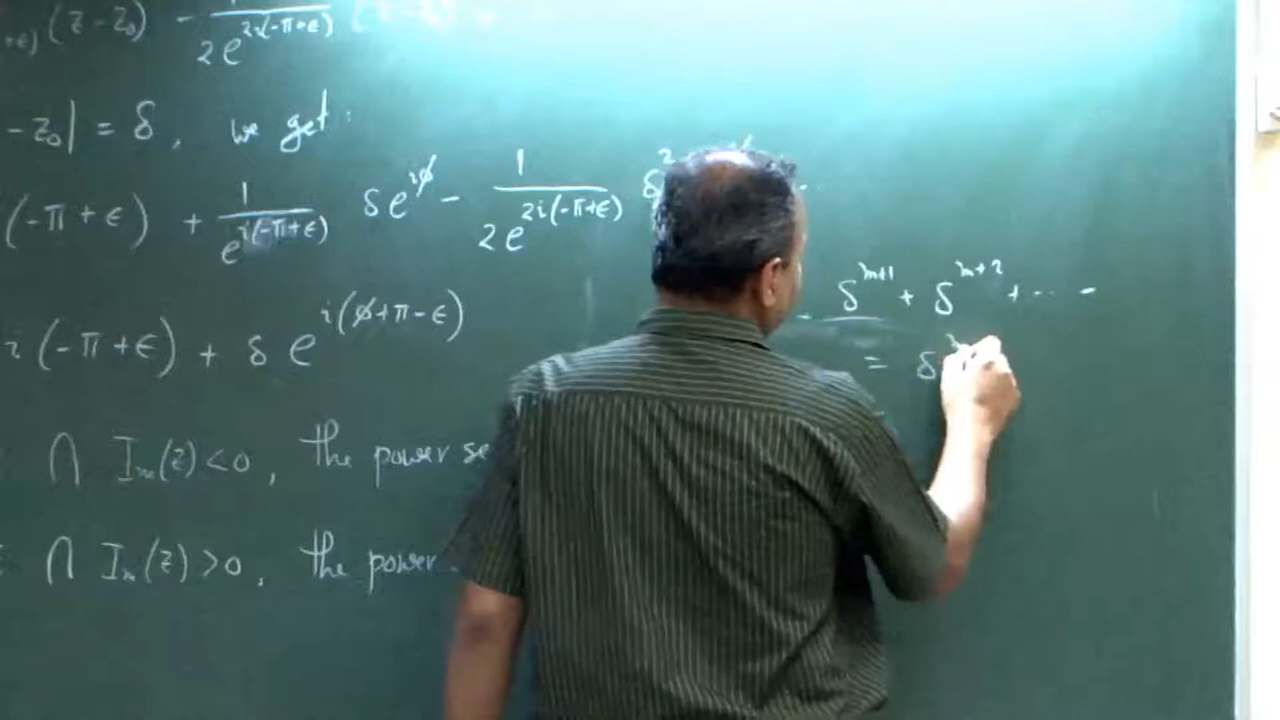 +ε)(z-z₀) - 1/(2e^{2i(-π+ε)}) (z-z₀)
-z₀| = δ, we get:
(-π+ε) + 1/e^{i(-π+ε)} δe^{iφ} - 1/(2e^{2i(-π+ε)}) δ² ...
δ^{m+1} + δ^{m+2} + ... -
i(-π+ε) + δ e^{i(φ+π-ε)}
= δ
∩ Im(z)<0, the power se
∩ Im(z)>0, the power